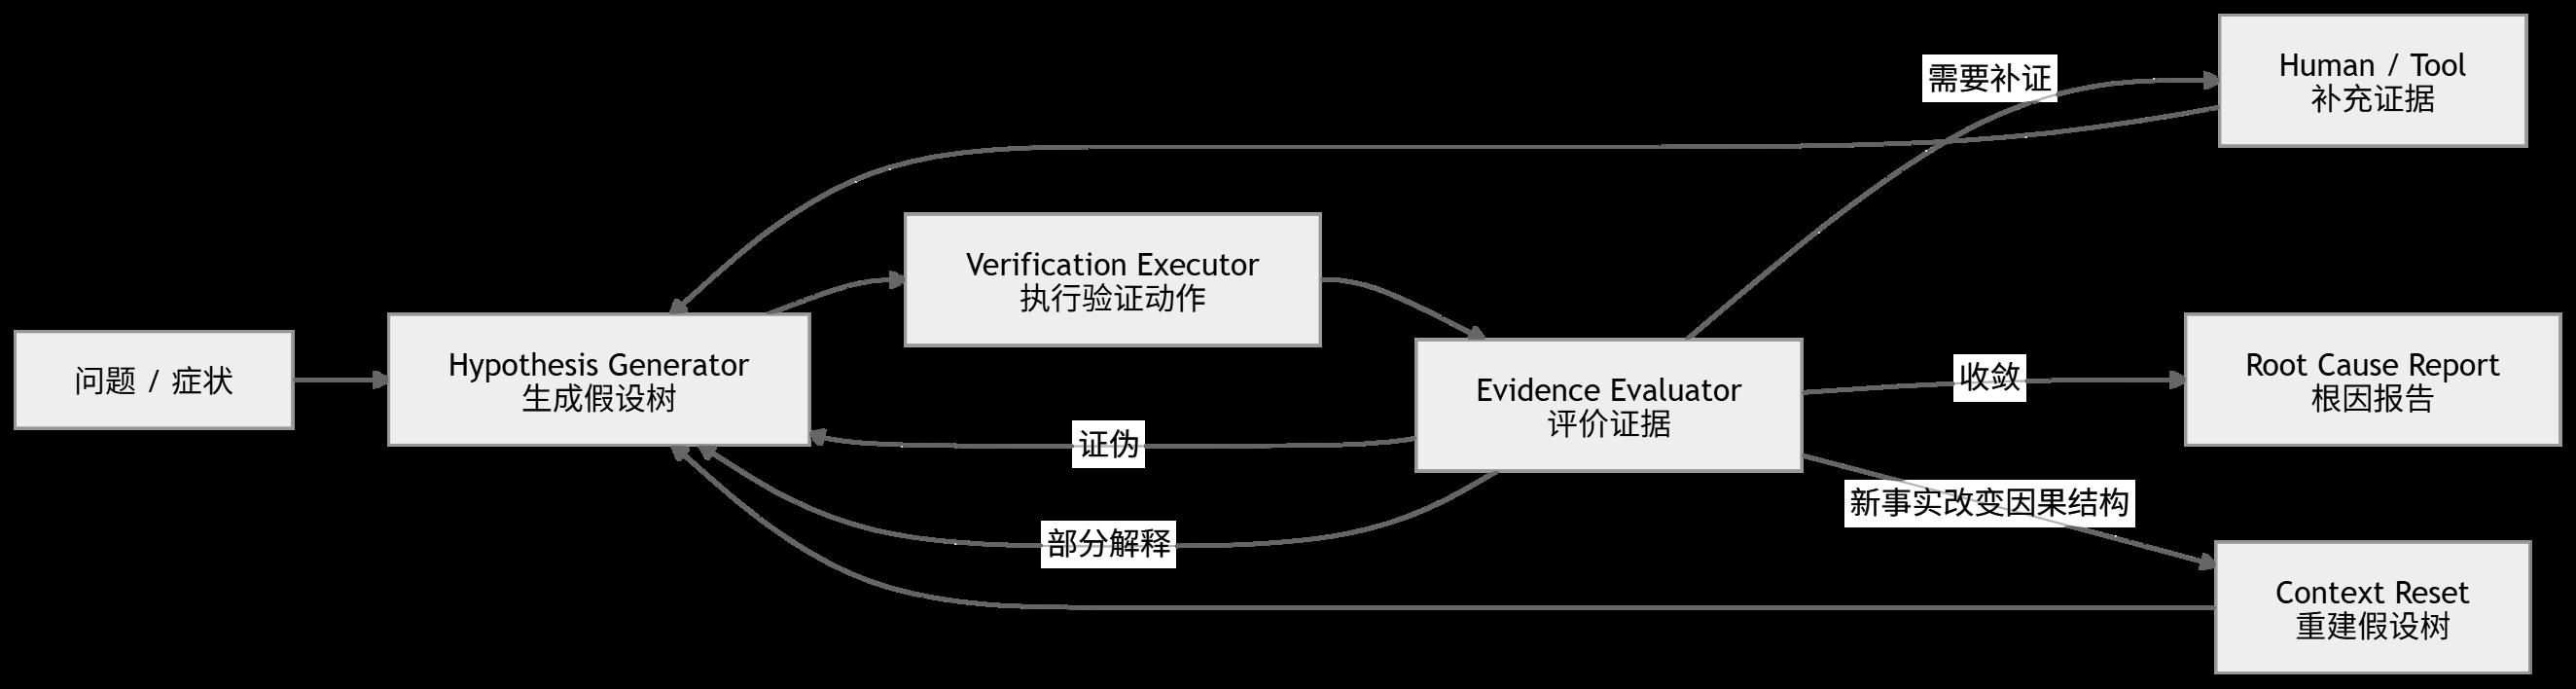 问题 / 症状
Hypothesis Generator
生成假设树
Verification Executor
执行验证动作
Evidence Evaluator
评价证据
需要补证
Human / Tool
补充证据
收敛
Root Cause Report
根因报告
证伪
部分解释
新事实改变因果结构
Context Reset
重建假设树